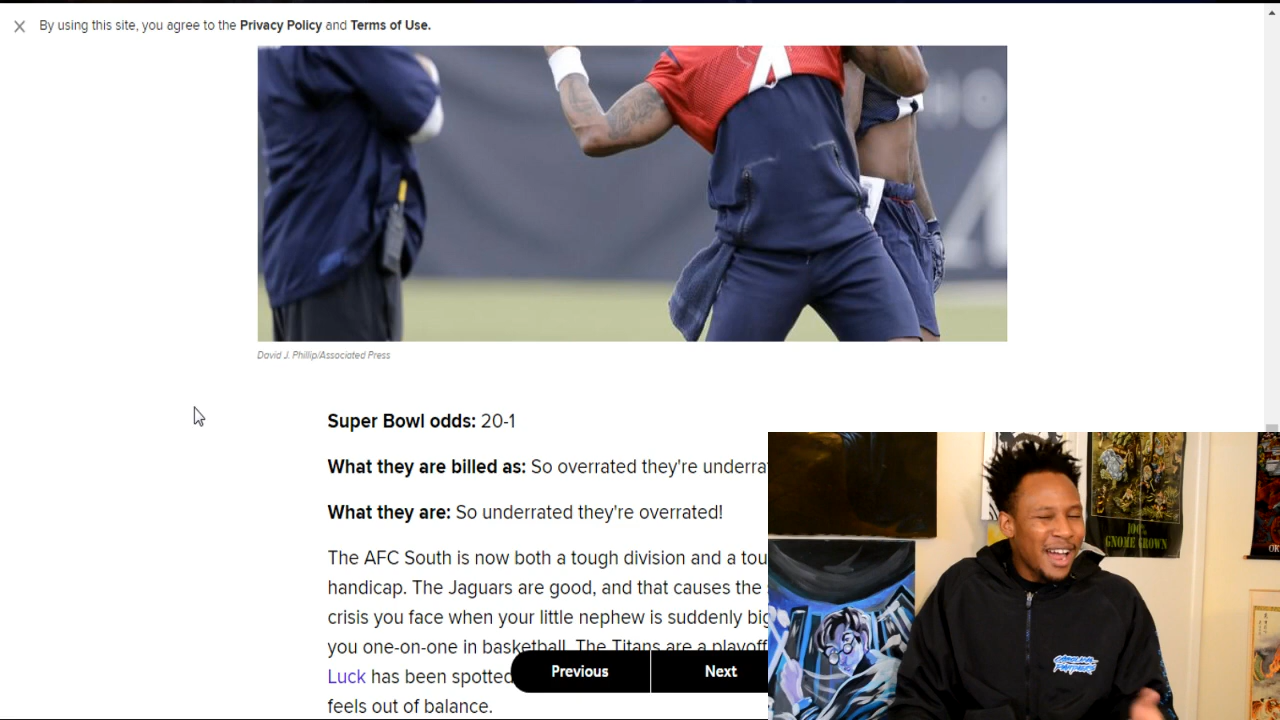 By using this site, you agree to the Privacy Policy and Terms of Use.
David J. Phillip/Associated Press
Super Bowl odds: 20-1
What they are billed as: So overrated they're underra
What they are: So underrated they're overrated!
The AFC South is now both a tough division and a tou
handicap. The Jaguars are good, and that causes the
crisis you face when your little nephew is suddenly big
you one-on-one in basketball. The Titans are a playoff
Luck has been spotted
feels out of balance.
Previous
Next
100%
GNOME GROWN